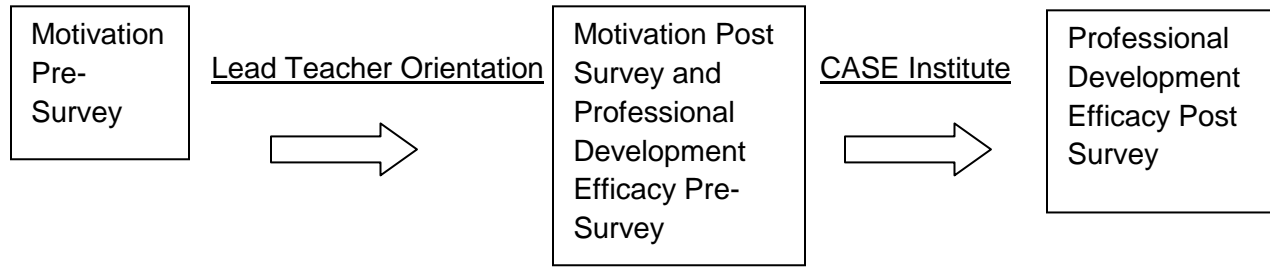 Motivation
Pre-
Survey
Lead Teacher Orientation
Motivation Post
Survey and
Professional
Development
Efficacy Pre-
Survey
CASE Institute
Professional
Development
Efficacy Post
Survey